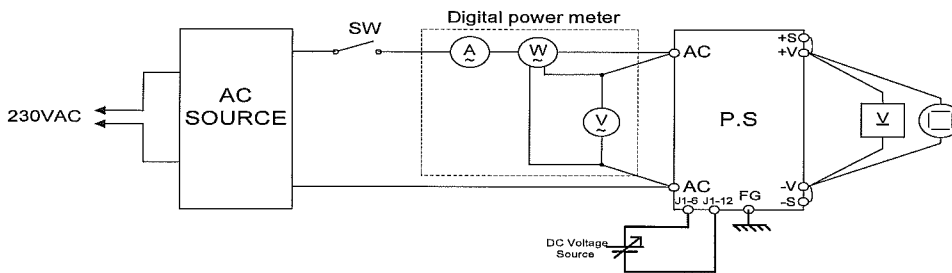 Digital power meter
SW
A
W
AC
+S
+V
230VAC
AC
SOURCE
V
P.S
V
AC
-V
-S
J1-6
J1-12
FG
DC Voltage
Source